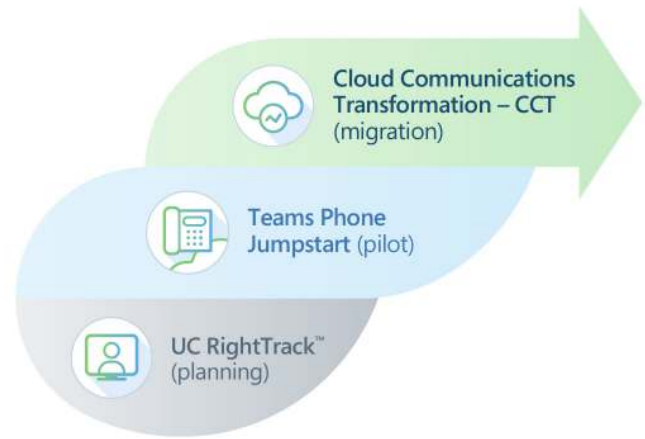 Cloud Communications
Transformation – CCT
(migration)
Teams Phone
Jumpstart (pilot)
UC RightTrack™
(planning)